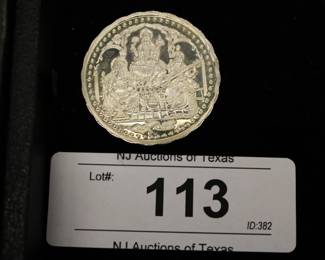 NJ Auctions of Texas
Lot#:
113
ID:382
NJ Auctions of Texas